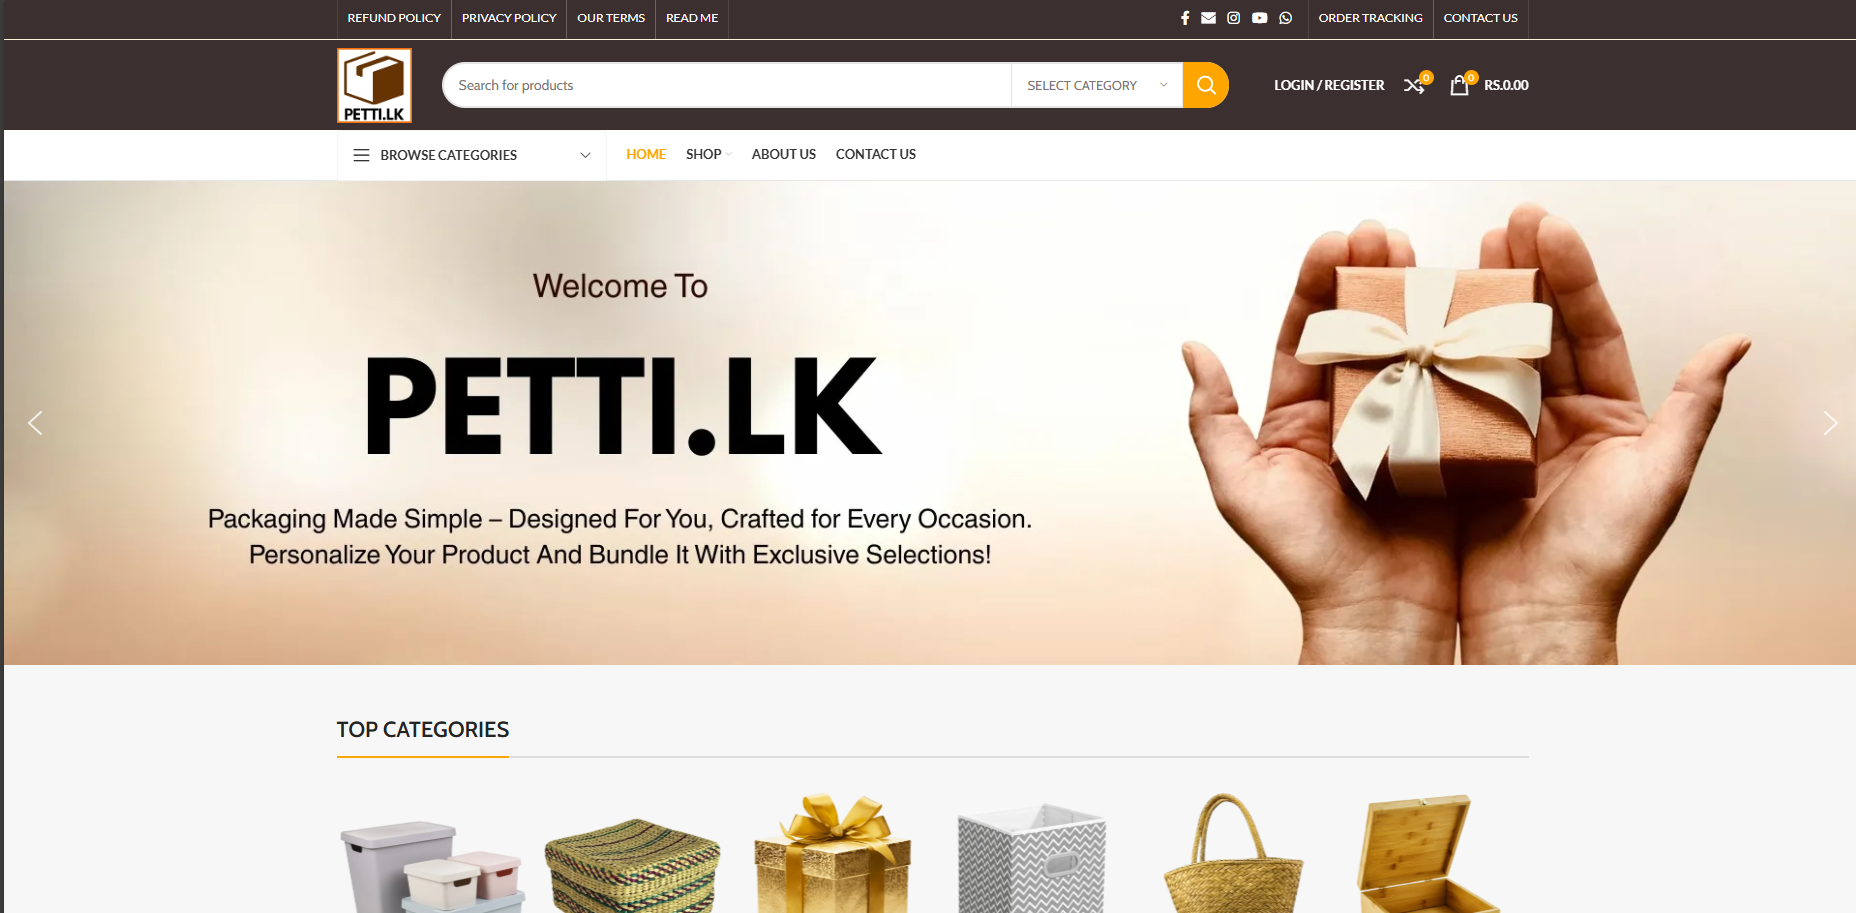 REFUND POLICY
PRIVACY POLICY
OUR TERMS
READ ME
ORDER TRACKING
CONTACT US
PETTI.LK
Search for products
SELECT CATEGORY
LOGIN / REGISTER
0
0
RS.0.00
BROWSE CATEGORIES
HOME
SHOP
ABOUT US
CONTACT US
Welcome To
PETTI.LK
Packaging Made Simple – Designed For You, Crafted for Every Occasion.
Personalize Your Product And Bundle It With Exclusive Selections!
TOP CATEGORIES